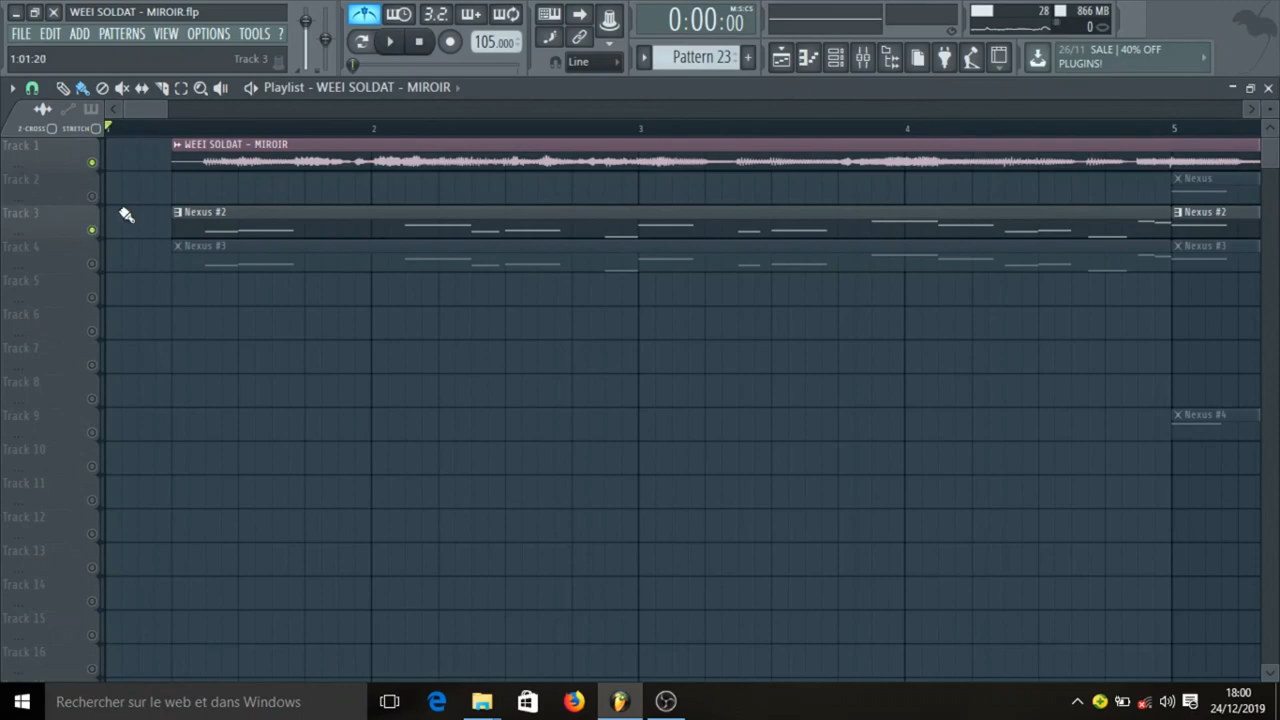 WEEI SOLDAT - MIROIR.flp
FILE EDIT ADD PATTERNS VIEW OPTIONS TOOLS ?
1:01:20 Track 3
3.2.
105.000
Line
0:00:00
M:S:CS
Pattern 23
28 866 MB
0
26/11 SALE | 40% OFF
PLUGINS!
Playlist - WEEI SOLDAT - MIROIR
Z-CROSS STRETCH
2 3 4 5
Track 1 WEEI SOLDAT - MIROIR
Track 2 Nexus
Track 3 Nexus #2 Nexus #2
Track 4 Nexus #3 Nexus #3
Track 5
Track 6
Track 7
Track 8
Track 9 Nexus #4
Track 10
Track 11
Track 12
Track 13
Track 14
Track 15
Track 16
Rechercher sur le web et dans Windows
18:00
24/12/2019